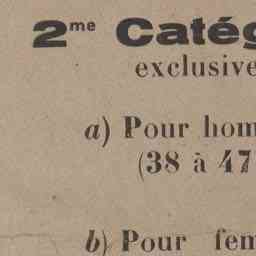 2me Catég
exclusive
a) Pour hom
(38 à 47
b) Pour fem